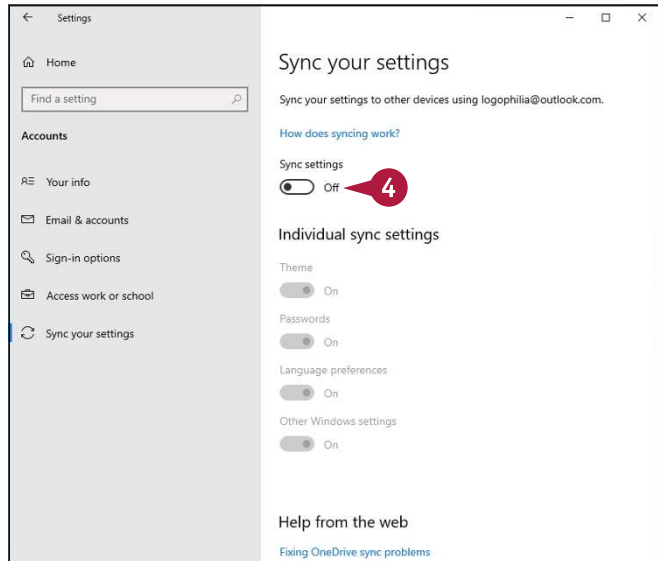 Settings
Home
Find a setting
Accounts
Your info
Email & accounts
Sign-in options
Access work or school
Sync your settings
Sync your settings
Sync your settings to other devices using logophilia@outlook.com.
How does syncing work?
Sync settings
Off
4
Individual sync settings
Theme
On
Passwords
On
Language preferences
On
Other Windows settings
On
Help from the web
Fixing OneDrive sync problems